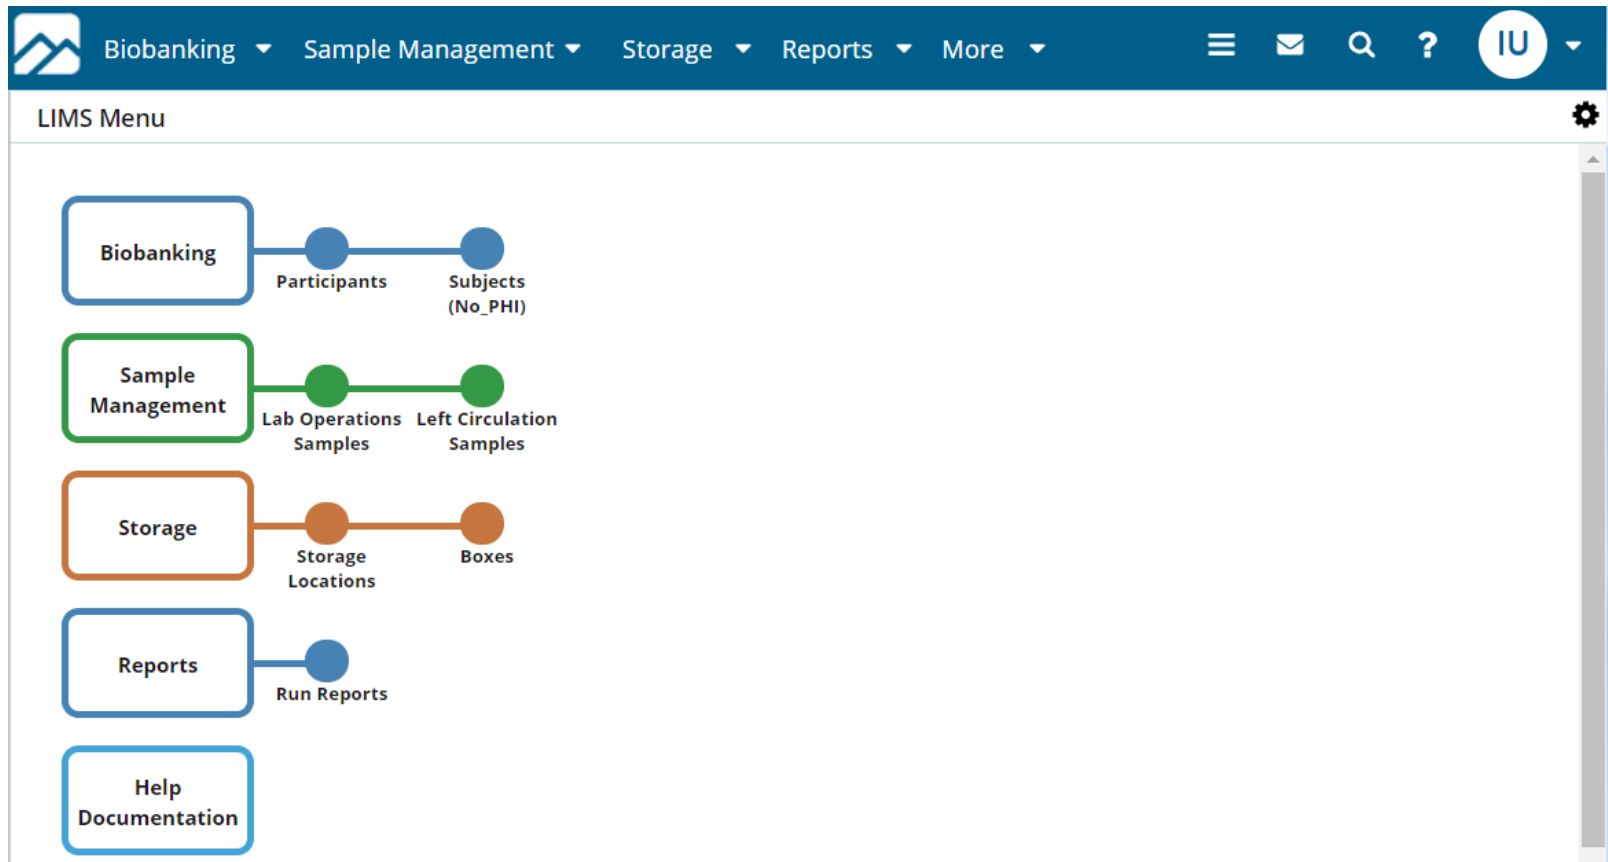 Biobanking Sample Management Storage Reports More ? IU
LIMS Menu
Biobanking
Participants
Subjects
(No_PHI)
Sample
Management
Lab Operations
Samples
Left Circulation
Samples
Storage
Storage
Locations
Boxes
Reports
Run Reports
Help
Documentation